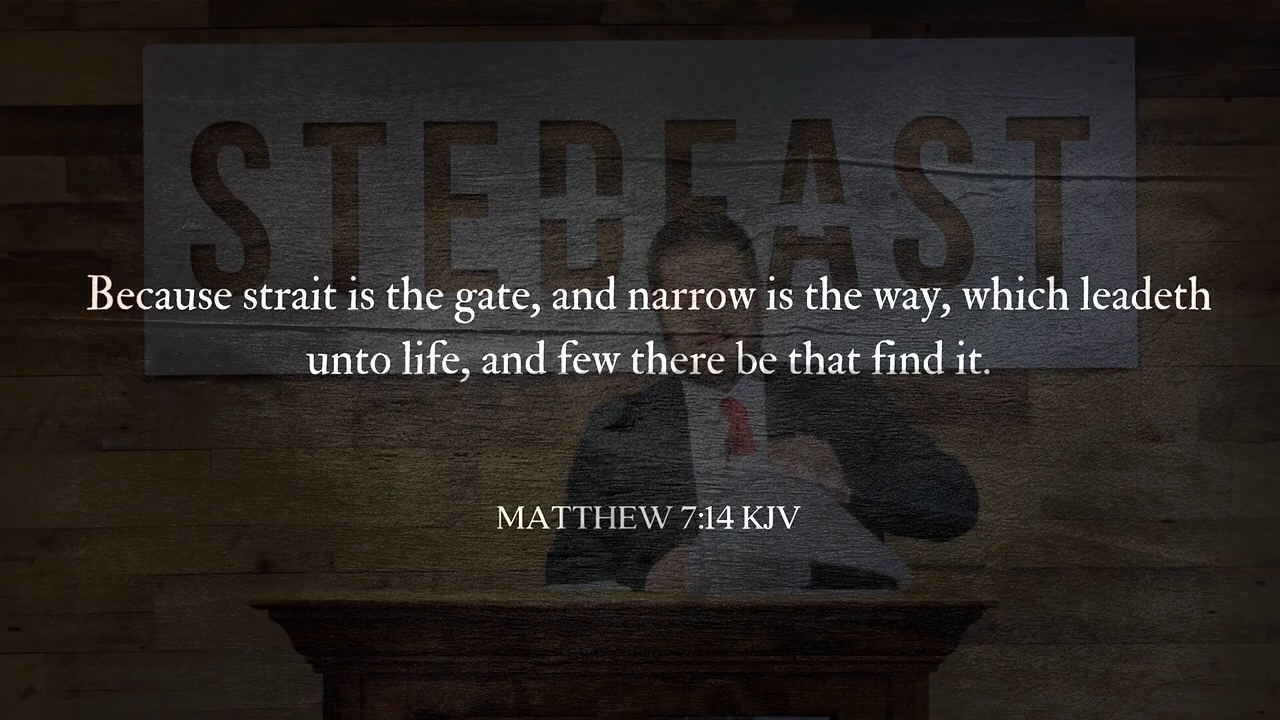 STEDFAST
Because strait is the gate, and narrow is the way, which leadeth
unto life, and few there be that find it.
MATTHEW 7:14 KJV